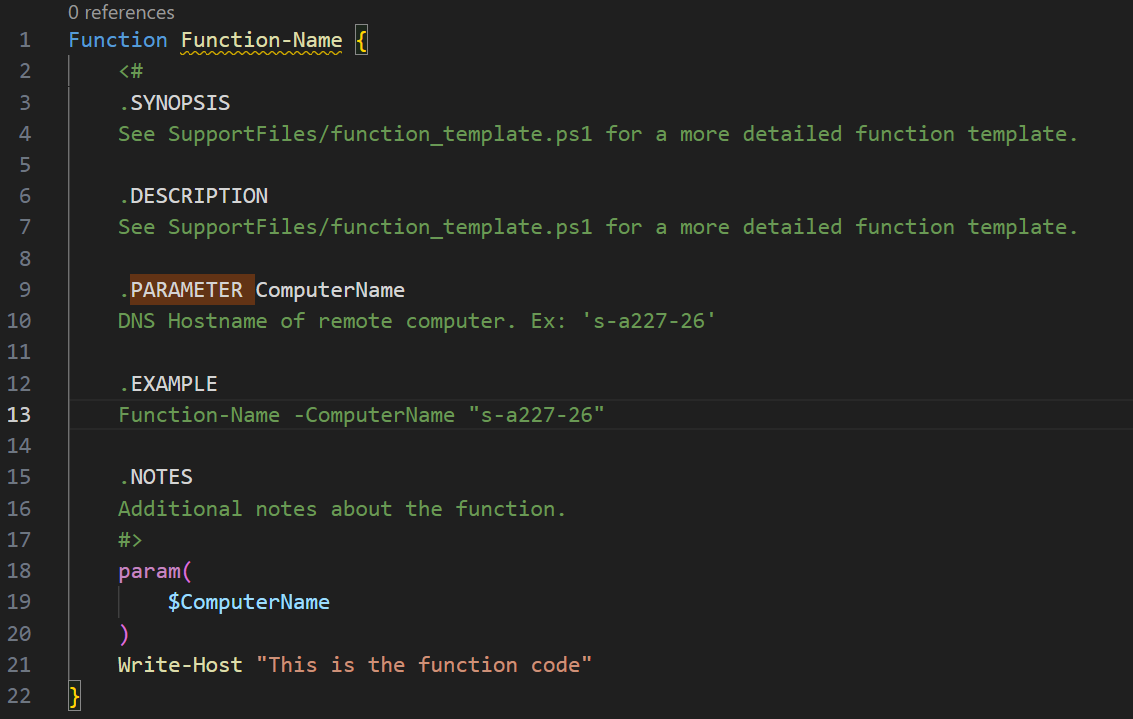 0 references
1 Function Function-Name {
2 <#
3 .SYNOPSIS
4 See SupportFiles/function_template.ps1 for a more detailed function template.
5
6 .DESCRIPTION
7 See SupportFiles/function_template.ps1 for a more detailed function template.
8
9 .PARAMETER ComputerName
10 DNS Hostname of remote computer. Ex: 's-a227-26'
11
12 .EXAMPLE
13 Function-Name -ComputerName "s-a227-26"
14
15 .NOTES
16 Additional notes about the function.
17 #>
18 param(
19 $ComputerName
20 )
21 Write-Host "This is the function code"
22 }